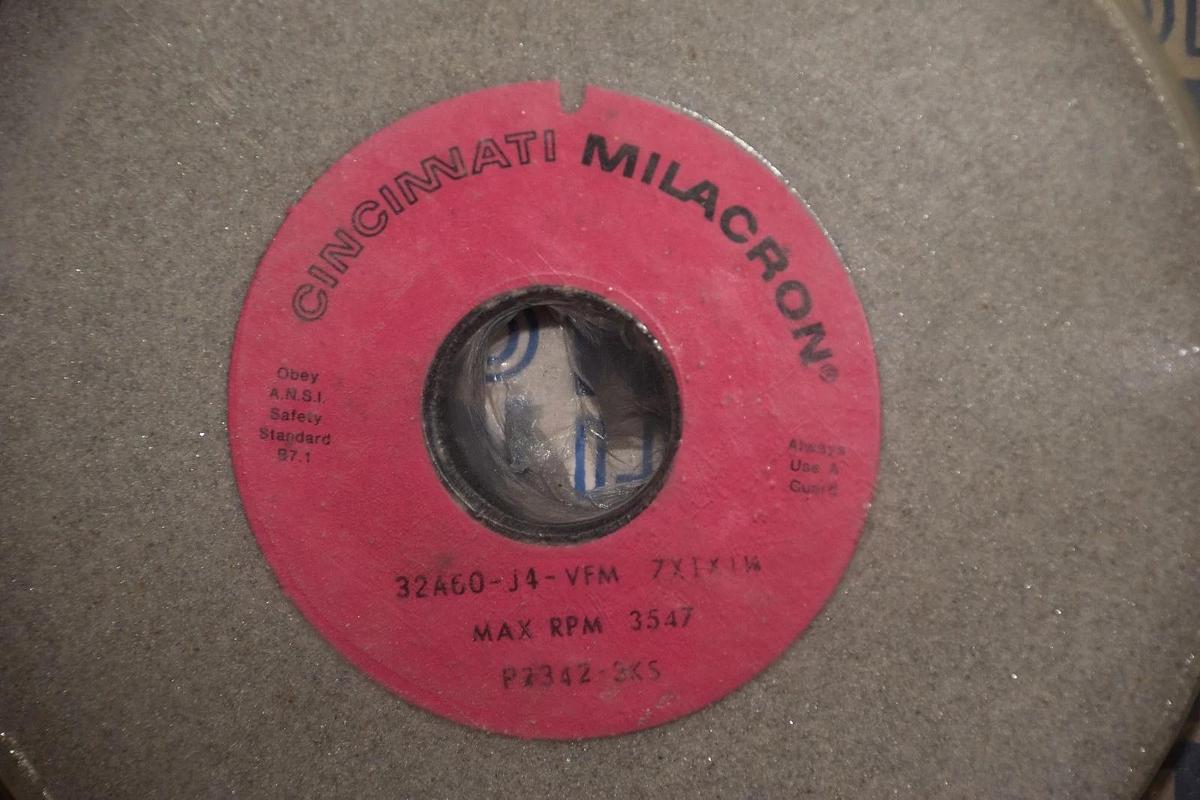 CINCINNATI MILACRON®
Obey
A.N.S.I.
Safety
Standard
B7.1
Always
Use A
Guard
32A60-J4-VFM 7X1X1¼
MAX RPM 3547